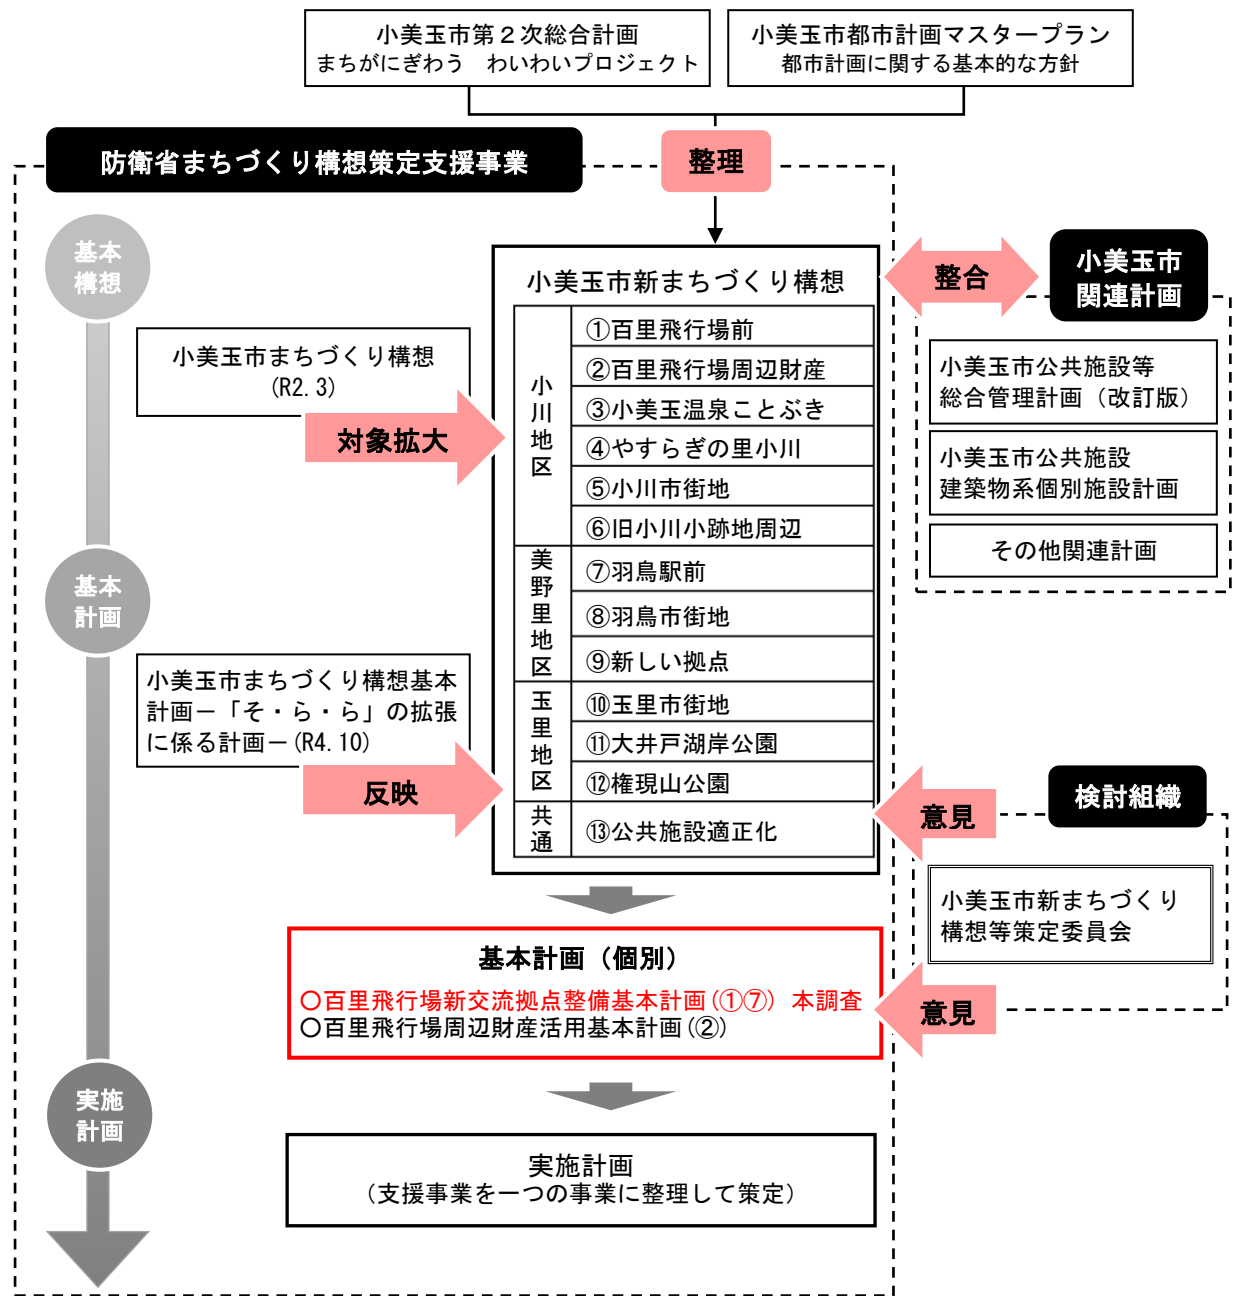 小美玉市第２次総合計画
まちがにぎわう　わいわいプロジェクト
小美玉市都市計画マスタープラン
都市計画に関する基本的な方針
防衛省まちづくり構想策定支援事業
整理
基本
構想
小美玉市新まちづくり構想
小川地区
①百里飛行場前
②百里飛行場周辺財産
③小美玉温泉ことぶき
④やすらぎの里小川
⑤小川市街地
⑥旧小川小跡地周辺
美野里地区
⑦羽鳥駅前
⑧羽鳥市街地
⑨新しい拠点
玉里地区
⑩玉里市街地
⑪大井戸湖岸公園
⑫権現山公園
共通
⑬公共施設適正化
整合
小美玉市
関連計画
小美玉市公共施設等
総合管理計画（改訂版）
小美玉市公共施設
建築物系個別施設計画
その他関連計画
小美玉市まちづくり構想
(R2.3)
対象拡大
基本
計画
小美玉市まちづくり構想基本
計画－「そ・ら・ら」の拡張
に係る計画－(R4.10)
反映
意見
検討組織
小美玉市新まちづくり
構想等策定委員会
意見
基本計画（個別）
○百里飛行場新交流拠点整備基本計画(①⑦) 本調査
○百里飛行場周辺財産活用基本計画(②)
実施
計画
実施計画
（支援事業を一つの事業に整理して策定）